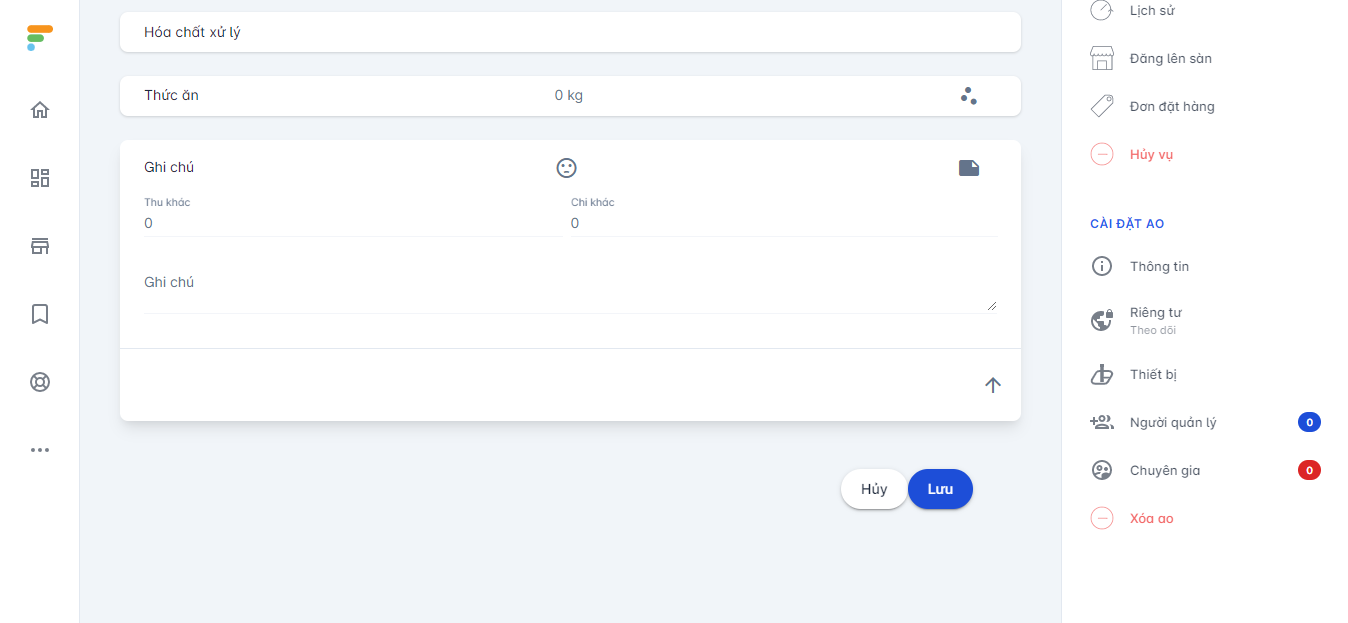 Hóa chất xử lý
Thức ăn 0 kg
Ghi chú
Thu khác Chi khác
0 0
Ghi chú
Hủy Lưu
Lịch sử
Đăng lên sàn
Đơn đặt hàng
Hủy vụ
CÀI ĐẶT AO
Thông tin
Riêng tư
Theo dõi
Thiết bị
Người quản lý 0
Chuyên gia 0
Xóa ao